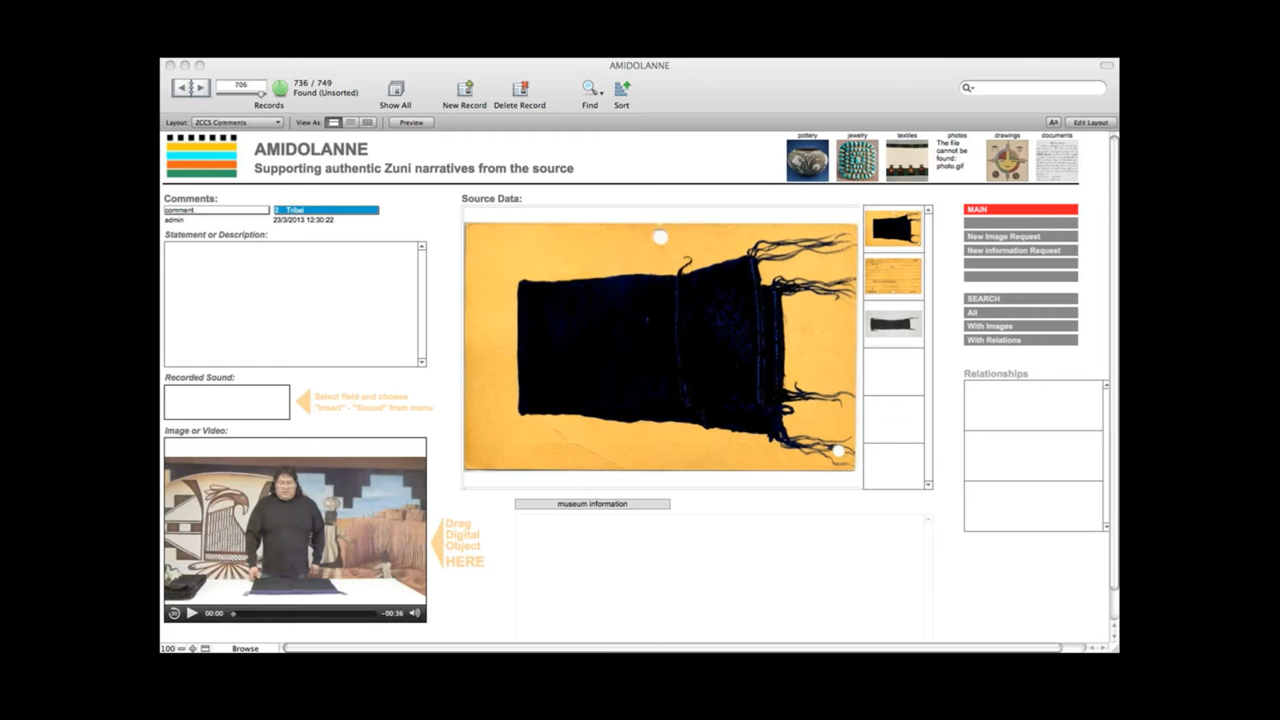 AMIDOLANNE
706
736 / 749
Found (Unsorted)
Records
Show All
New Record
Delete Record
Find
Sort
Layout:
ZCCS Comments
View As:
Preview
Aa
Edit Layout
AMIDOLANNE
Supporting authentic Zuni narratives from the source
pottery
jewelry
textiles
photos
The file
cannot be
found:
photo.gif
drawings
documents
Comments:
comment
2 Tribal
admin
23/3/2013 12:30:22
Statement or Description:
Recorded Sound:
Select field and choose
"Insert" - "Sound" from menu
Image or Video:
00:00
-00:36
Drag
Digital
Object
HERE
Source Data:
museum information
MAIN
New Image Request
New information Request
SEARCH
All
With Images
With Relations
Relationships
100
Browse